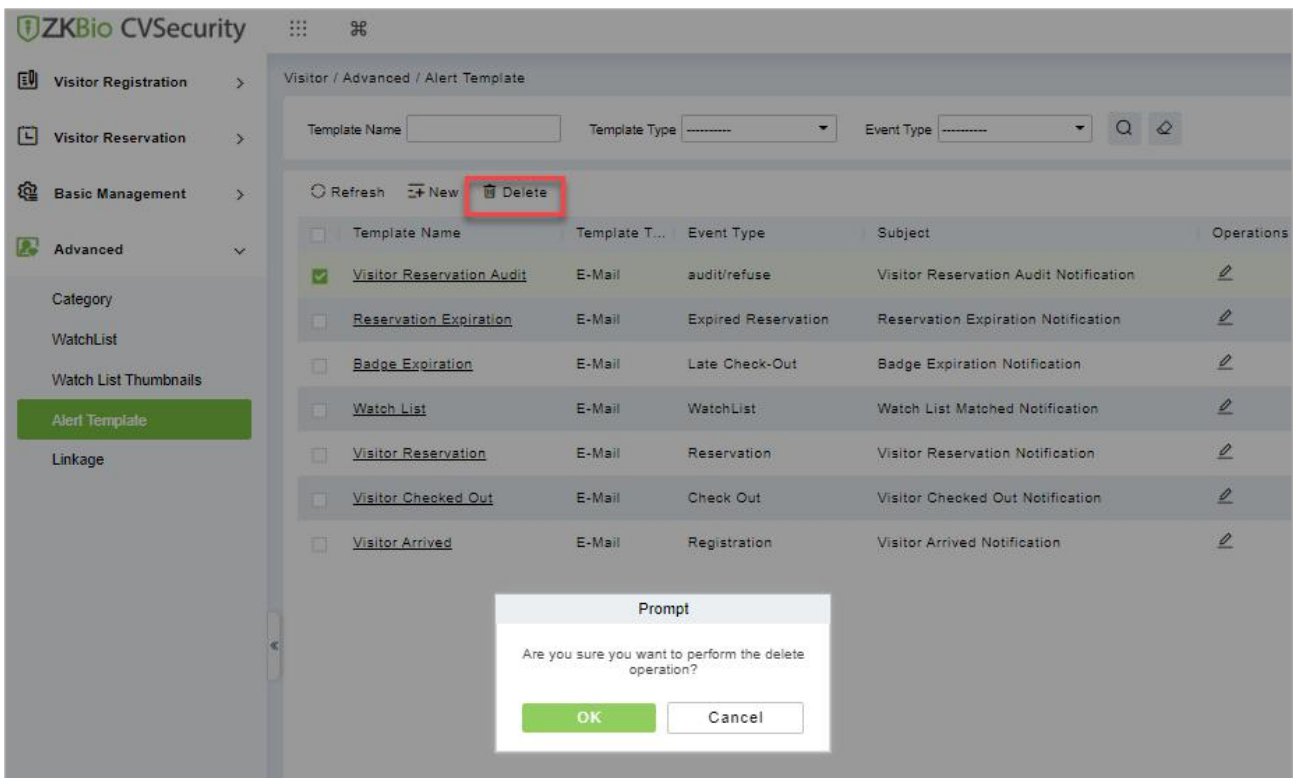 ZKBio CVSecurity
Visitor Registration
Visitor Reservation
Basic Management
Advanced
Category
WatchList
Watch List Thumbnails
Alert Template
Linkage
Visitor / Advanced / Alert Template
Template Name Template Type ---------- Event Type ----------
Refresh New Delete
Template Name Template T... Event Type Subject Operations
Visitor Reservation Audit E-Mail audit/refuse Visitor Reservation Audit Notification
Reservation Expiration E-Mail Expired Reservation Reservation Expiration Notification
Badge Expiration E-Mail Late Check-Out Badge Expiration Notification
Watch List E-Mail WatchList Watch List Matched Notification
Visitor Reservation E-Mail Reservation Visitor Reservation Notification
Visitor Checked Out E-Mail Check Out Visitor Checked Out Notification
Visitor Arrived E-Mail Registration Visitor Arrived Notification
Prompt
Are you sure you want to perform the delete
operation?
OK Cancel